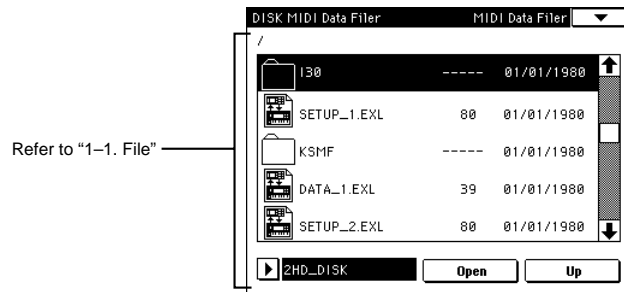 DISK MIDI Data Filer MIDI Data Filer
/
I30 ----- 01/01/1980
SETUP_1.EXL 80 01/01/1980
KSMF ----- 01/01/1980
Refer to “1–1. File”
DATA_1.EXL 39 01/01/1980
SETUP_2.EXL 80 01/01/1980
2HD_DISK Open Up